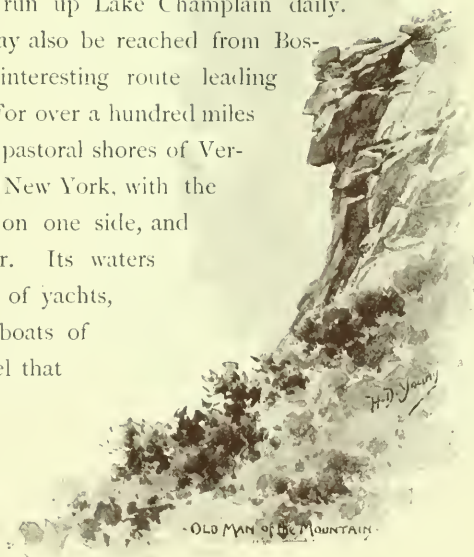 run up Lake Champlain daily.
ay also be reached from Bos-
interesting route leading
For over a hundred miles
pastoral shores of Ver-
New York, with the
on one side, and
r. Its waters
of yachts,
boats of
el that
H. D. Young
- OLD MAN of the MOUNTAIN -